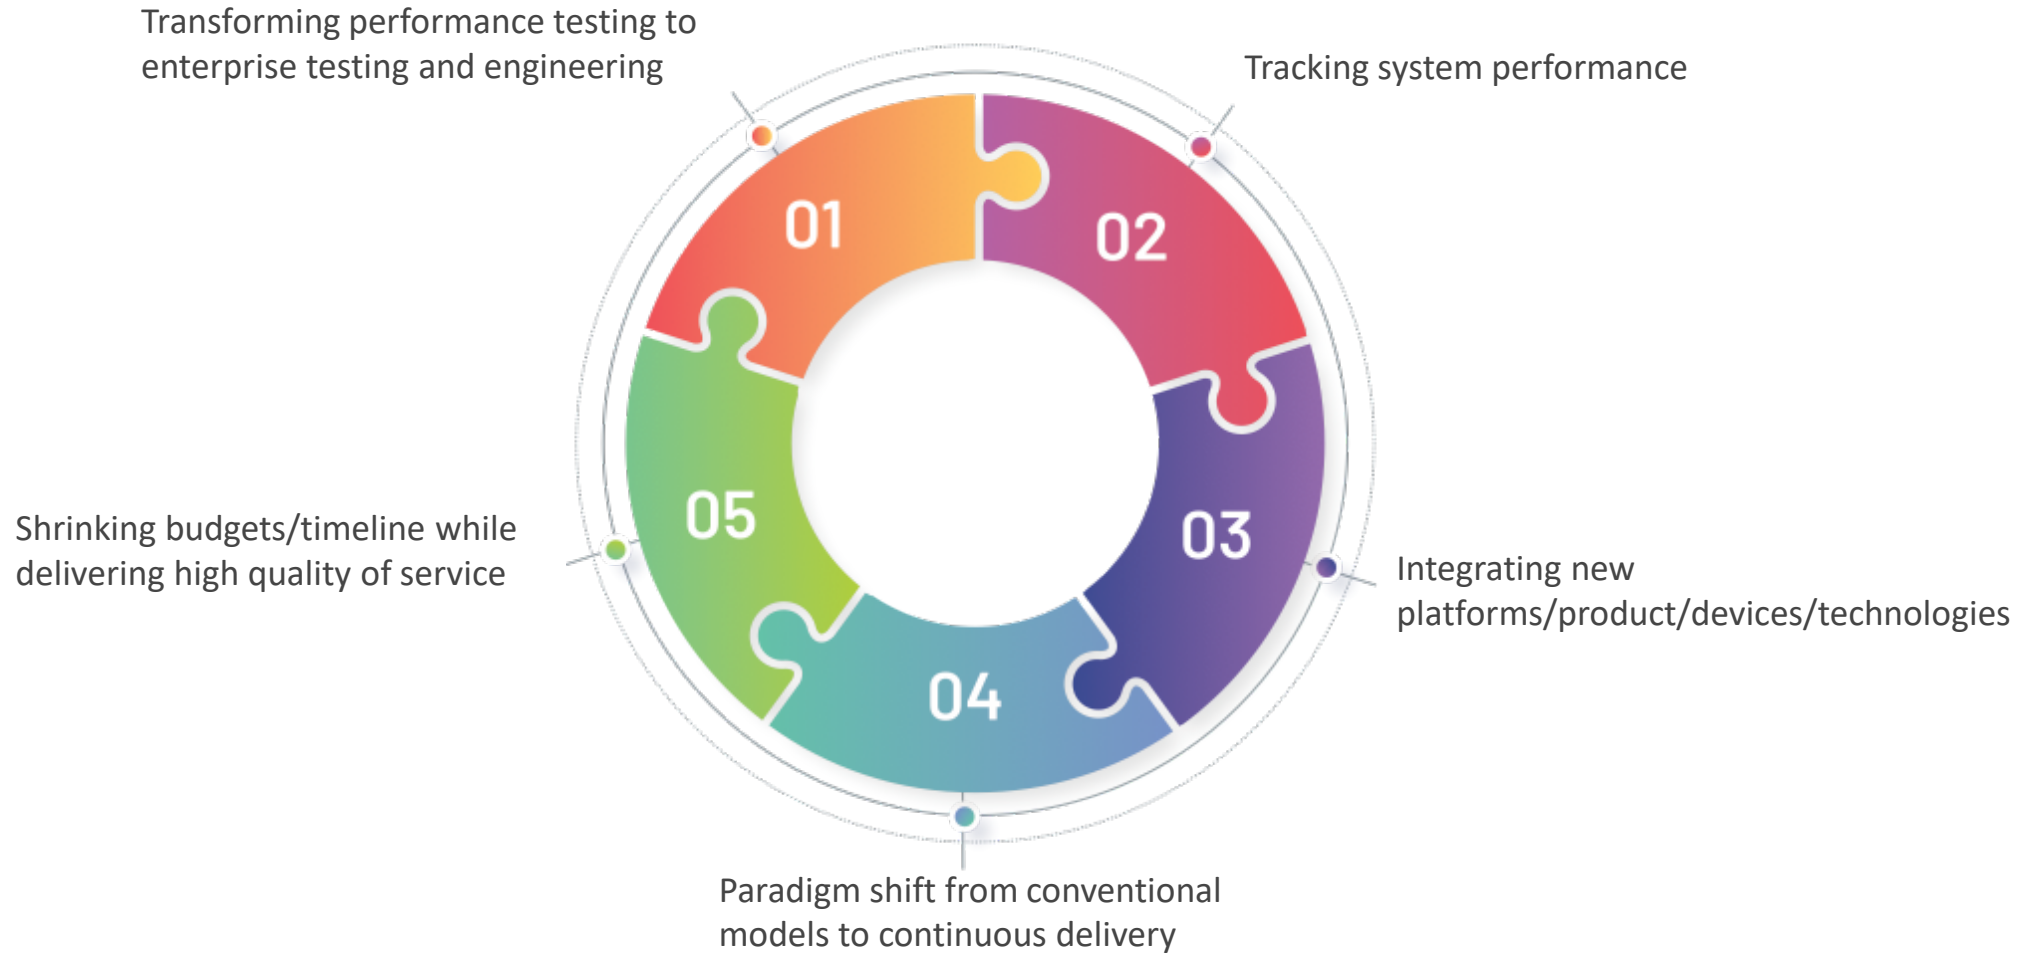 Transforming performance testing to
enterprise testing and engineering
Tracking system performance
01
02
05
03
Shrinking budgets/timeline while
delivering high quality of service
Integrating new
platforms/product/devices/technologies
04
Paradigm shift from conventional
models to continuous delivery